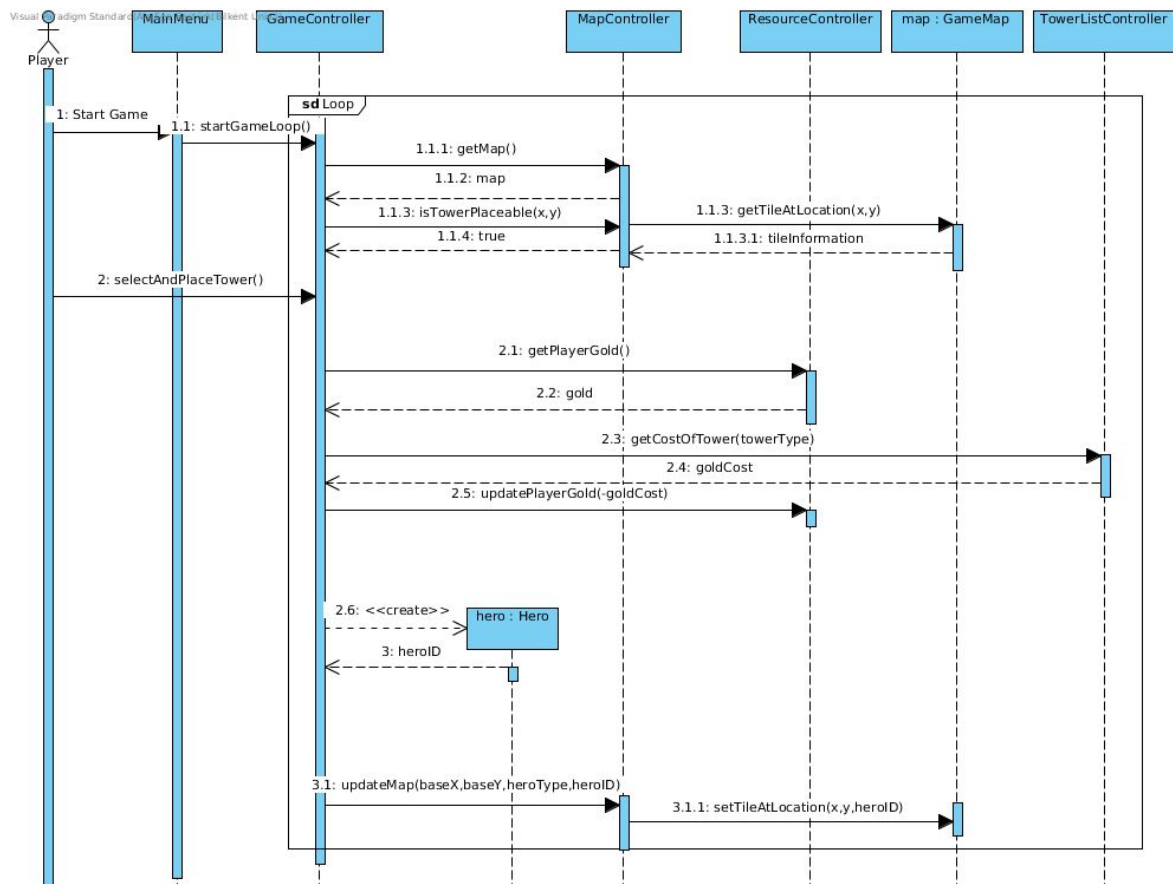 Visual Paradigm Standard
Bilkent
Player
MainMenu
GameController
MapController
ResourceController
map : GameMap
TowerListController
sd Loop
1: Start Game
1.1: startGameLoop()
1.1.1: getMap()
1.1.2: map
1.1.3: isTowerPlaceable(x,y)
1.1.3: getTileAtLocation(x,y)
1.1.4: true
1.1.3.1: tileInformation
2: selectAndPlaceTower()
2.1: getPlayerGold()
2.2: gold
2.3: getCostOfTower(towerType)
2.4: goldCost
2.5: updatePlayerGold(-goldCost)
2.6: <<create>>
hero : Hero
3: heroID
3.1: updateMap(baseX,baseY,heroType,heroID)
3.1.1: setTileAtLocation(x,y,heroID)